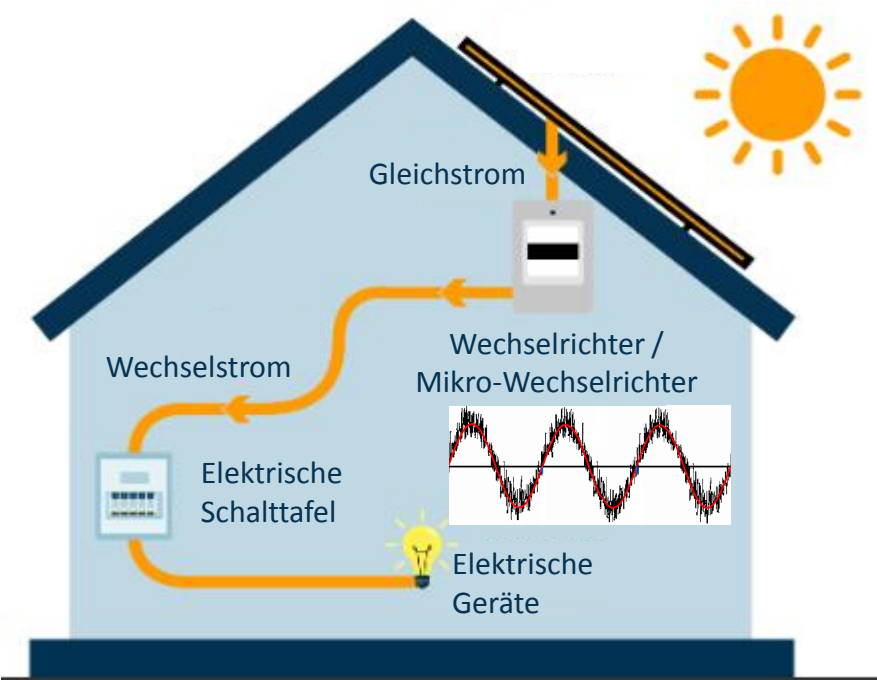 Gleichstrom
Wechselrichter /
Mikro-Wechselrichter
Wechselstrom
Elektrische
Schalttafel
Elektrische
Geräte